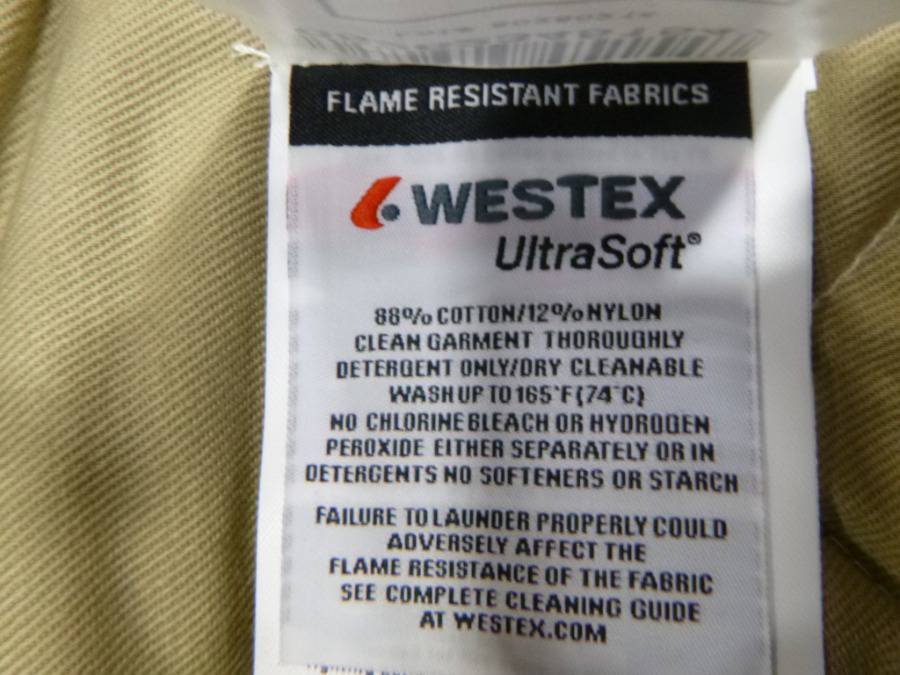 FLAME RESISTANT FABRICS
WESTEX
UltraSoft®
88% COTTON/12% NYLON
CLEAN GARMENT THOROUGHLY
DETERGENT ONLY/DRY CLEANABLE
WASH UP TO 165°F (74°C)
NO CHLORINE BLEACH OR HYDROGEN
PEROXIDE EITHER SEPARATELY OR IN
DETERGENTS NO SOFTENERS OR STARCH
FAILURE TO LAUNDER PROPERLY COULD
ADVERSELY AFFECT THE
FLAME RESISTANCE OF THE FABRIC
SEE COMPLETE CLEANING GUIDE
AT WESTEX.COM